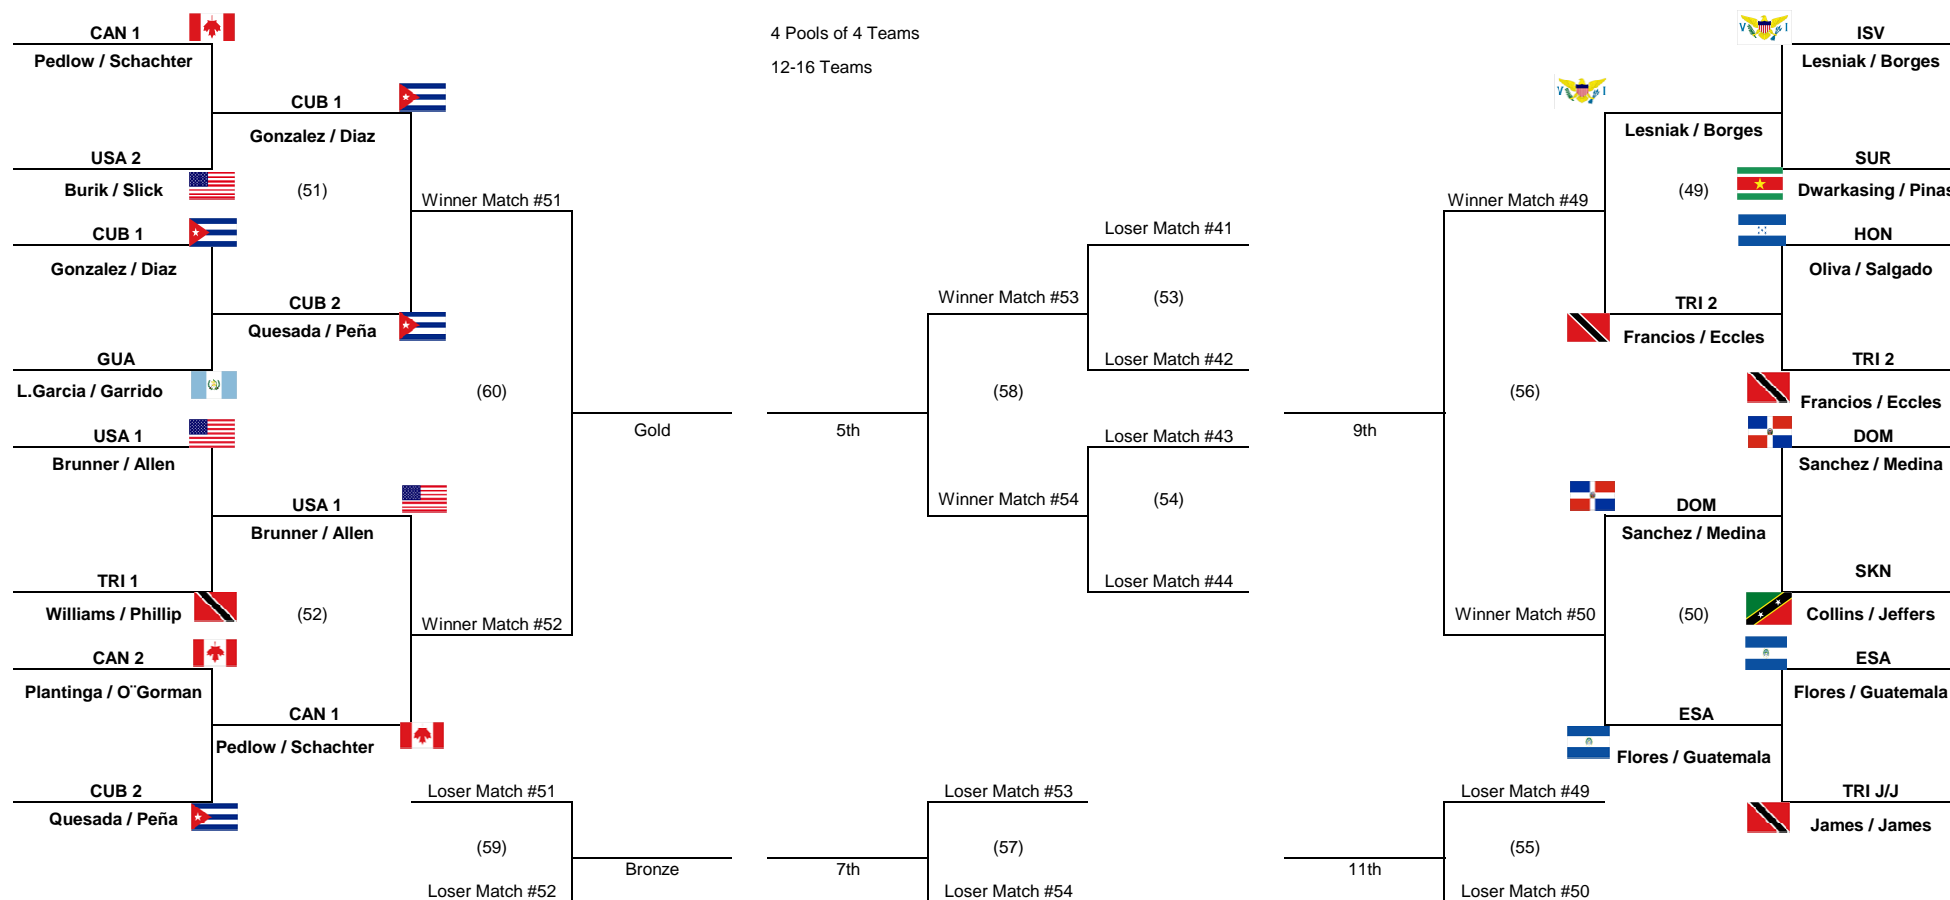 4 Pools of 4 Teams
12-16 Teams
CAN 1
Pedlow / Schachter
USA 2
Burik / Slick
CUB 1
Gonzalez / Diaz
GUA
L.Garcia / Garrido
USA 1
Brunner / Allen
TRI 1
Williams / Phillip
CAN 2
Plantinga / O¨Gorman
CUB 2
Quesada / Peña
CUB 1
Gonzalez / Diaz
(51)
CUB 2
Quesada / Peña
USA 1
Brunner / Allen
(52)
CAN 1
Pedlow / Schachter
Winner Match #51
(60)
Winner Match #52
Gold
Loser Match #51
(59)
Loser Match #52
Bronze
Loser Match #41
(53)
Loser Match #42
Loser Match #43
(54)
Loser Match #44
Winner Match #53
(58)
Winner Match #54
5th
Loser Match #53
(57)
Loser Match #54
7th
V I
ISV
Lesniak / Borges
SUR
Dwarkasing / Pinas
HON
Oliva / Salgado
TRI 2
Francios / Eccles
DOM
Sanchez / Medina
SKN
Collins / Jeffers
ESA
Flores / Guatemala
TRI J/J
James / James
V I
Lesniak / Borges
(49)
TRI 2
Francios / Eccles
DOM
Sanchez / Medina
(50)
ESA
Flores / Guatemala
Winner Match #49
(56)
Winner Match #50
9th
Loser Match #49
(55)
Loser Match #50
11th